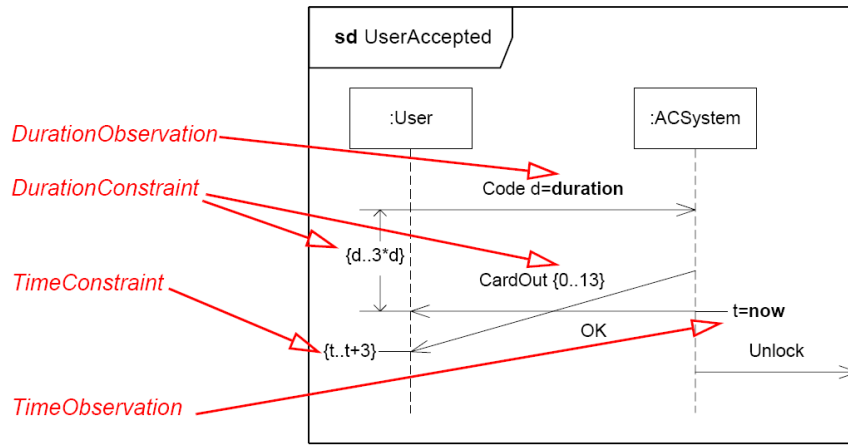 sd UserAccepted
:User
:ACSystem
DurationObservation
Code d=duration
DurationConstraint
{d..3*d}
TimeConstraint
CardOut {0..13}
t=now
OK
{t..t+3}
Unlock
TimeObservation